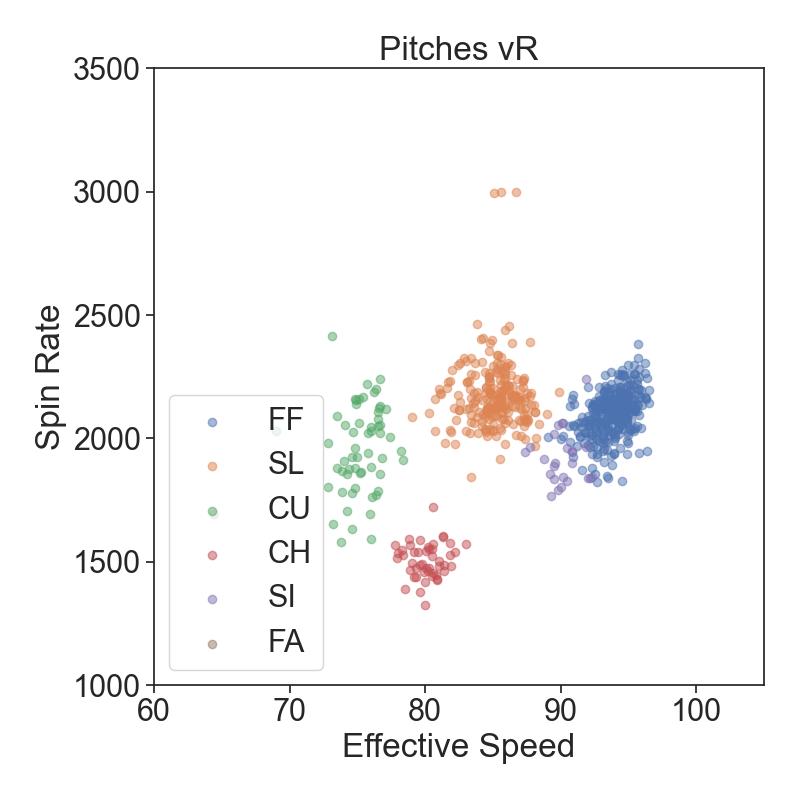 Pitches vR
3500
3000
2500
2000
1500
1000
Spin Rate
FF
SL
CU
CH
SI
FA
60 70 80 90 100
Effective Speed